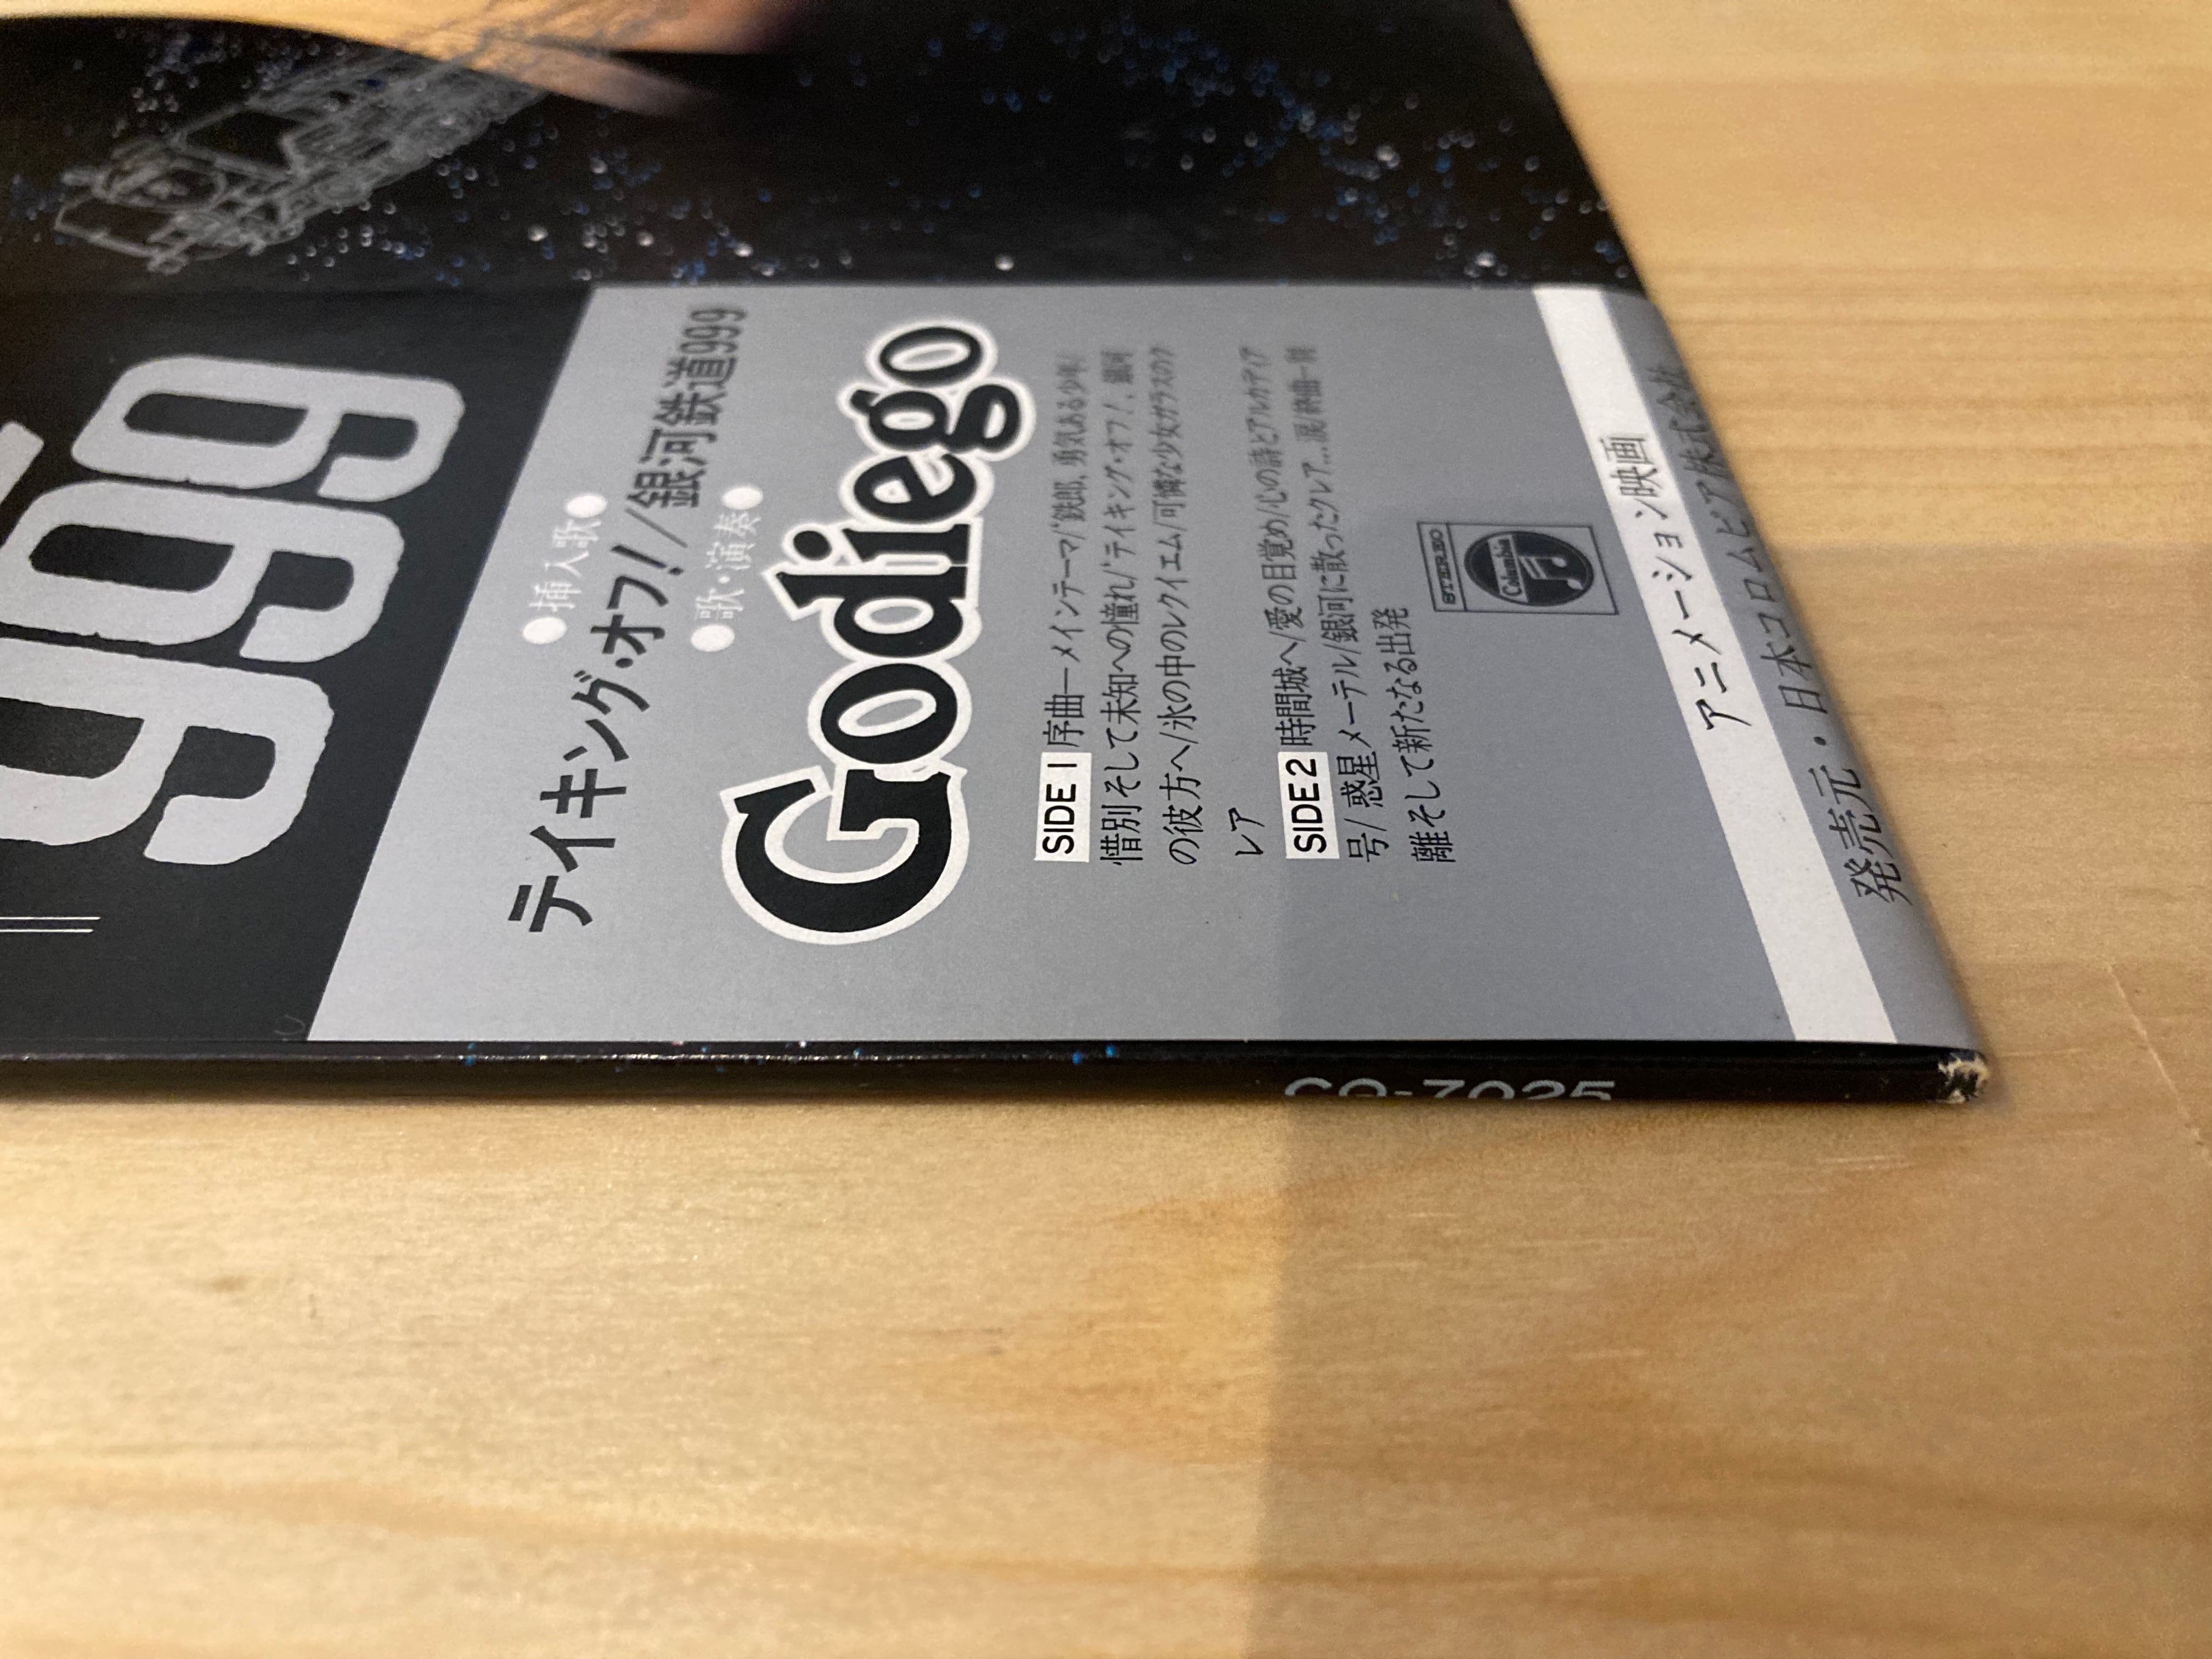 999
●挿入歌●
テイキング・オフ!/銀河鉄道999
●歌・演奏●
Godiego
SIDE 1 序曲ーメインテーマ/鉄郎, 勇気ある少年/
惜別そして未知への憧れ/テイキング・オフ!, 銀河
の彼方へ/氷の中のレクイエム/可憐な少女ガラスのク
レア
SIDE 2 時間城へ/愛の目覚め/心の詩とアルカディア
号/惑星メーテル/銀河に散ったクレア…涙/終曲ー別
離そして新たなる出発
STEREO
Columbia
アニメーション映画
発売元・日本コロムビア株式会社
CQ-7025